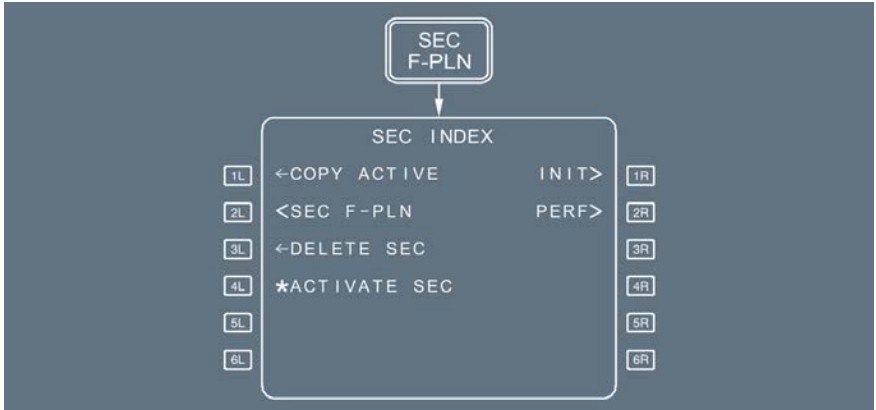 SEC
F-PLN
SEC INDEX
1L ←COPY ACTIVE INIT> 1R
2L <SEC F-PLN PERF> 2R
3L ←DELETE SEC 3R
4L *ACTIVATE SEC 4R
5L 5R
6L 6R